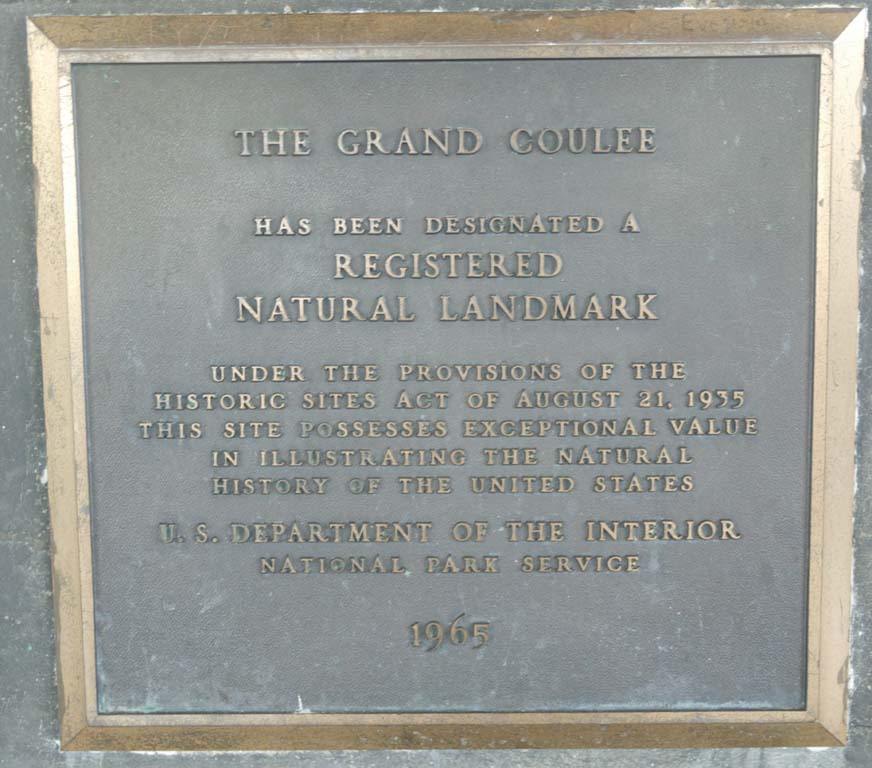 THE GRAND COULEE
HAS BEEN DESIGNATED A
REGISTERED
NATURAL LANDMARK
UNDER THE PROVISIONS OF THE
HISTORIC SITES ACT OF AUGUST 21, 1935
THIS SITE POSSESSES EXCEPTIONAL VALUE
IN ILLUSTRATING THE NATURAL
HISTORY OF THE UNITED STATES
U. S. DEPARTMENT OF THE INTERIOR
NATIONAL PARK SERVICE
1965